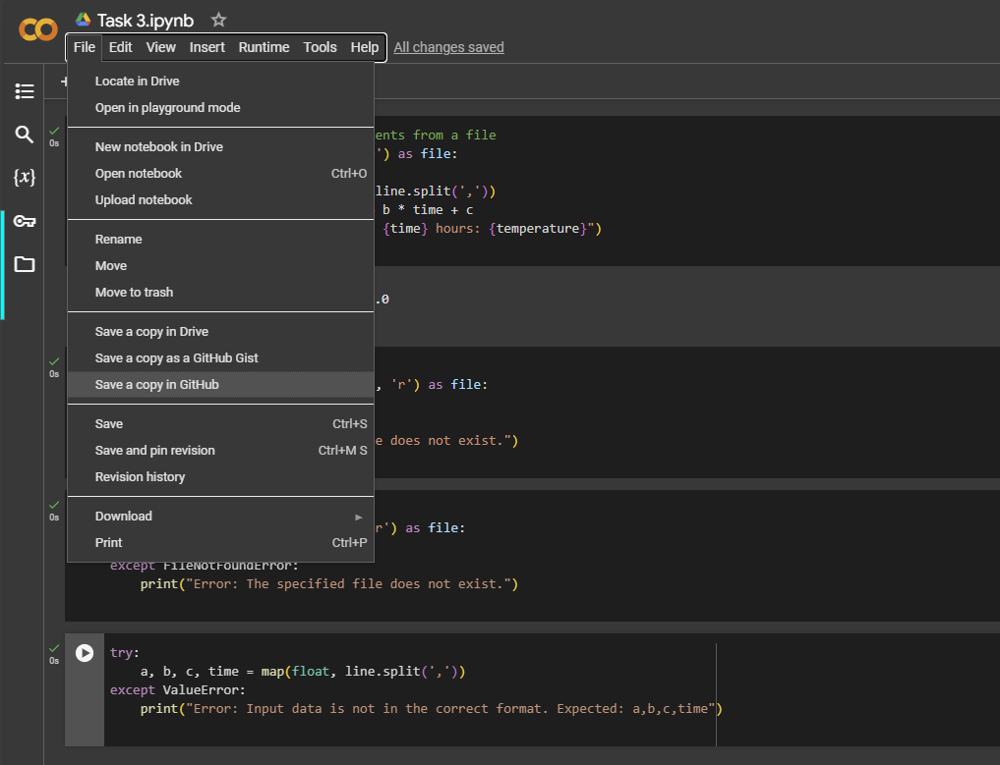 Task 3.ipynb
File Edit View Insert Runtime Tools Help All changes saved
Locate in Drive
Open in playground mode
New notebook in Drive
Open notebook Ctrl+O
Upload notebook
Rename
Move
Move to trash
Save a copy in Drive
Save a copy as a GitHub Gist
Save a copy in GitHub
Save Ctrl+S
Save and pin revision Ctrl+M S
Revision history
Download
Print Ctrl+P
{x}
+
0s
ents from a file
') as file:
line.split(','))
b * time + c
{time} hours: {temperature}")
.0
0s
, 'r') as file:
e does not exist.")
0s
r') as file:
except FileNotFoundError:
print("Error: The specified file does not exist.")
0s
try:
a, b, c, time = map(float, line.split(','))
except ValueError:
print("Error: Input data is not in the correct format. Expected: a,b,c,time")